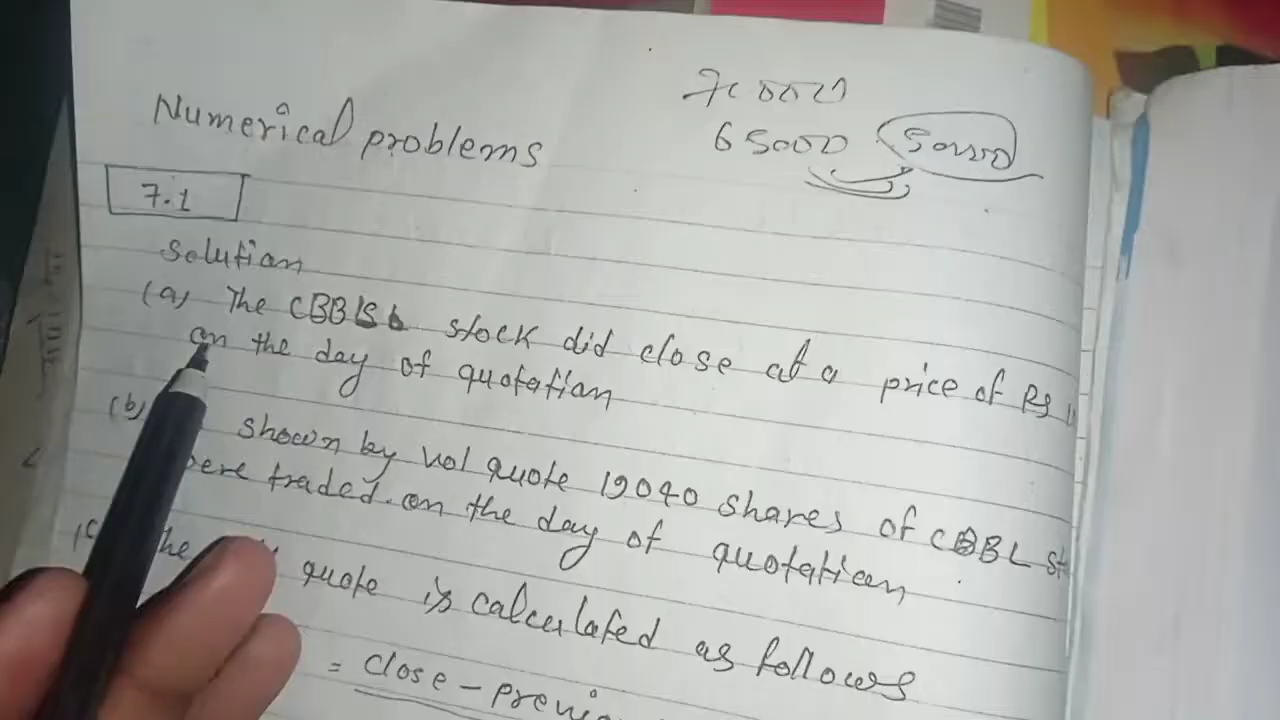 Numerical problems
65000
7.1
Solution
(a) The CBBL stock did close at a price of Rs
on the day of quotation
(b) shown by vol quote 19040 shares of CBBL
were traded on the day of quotation
(c) The quote is calculated as follows
= close -